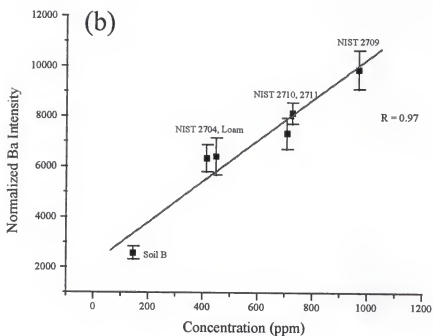 (b)
12000
10000
8000
6000
4000
2000
Normalized Ba Intensity
NIST 2709
NIST 2710, 2711
R = 0.97
NIST 2704, Loam
Soil B
0
200
400
600
800
1000
1200
Concentration (ppm)